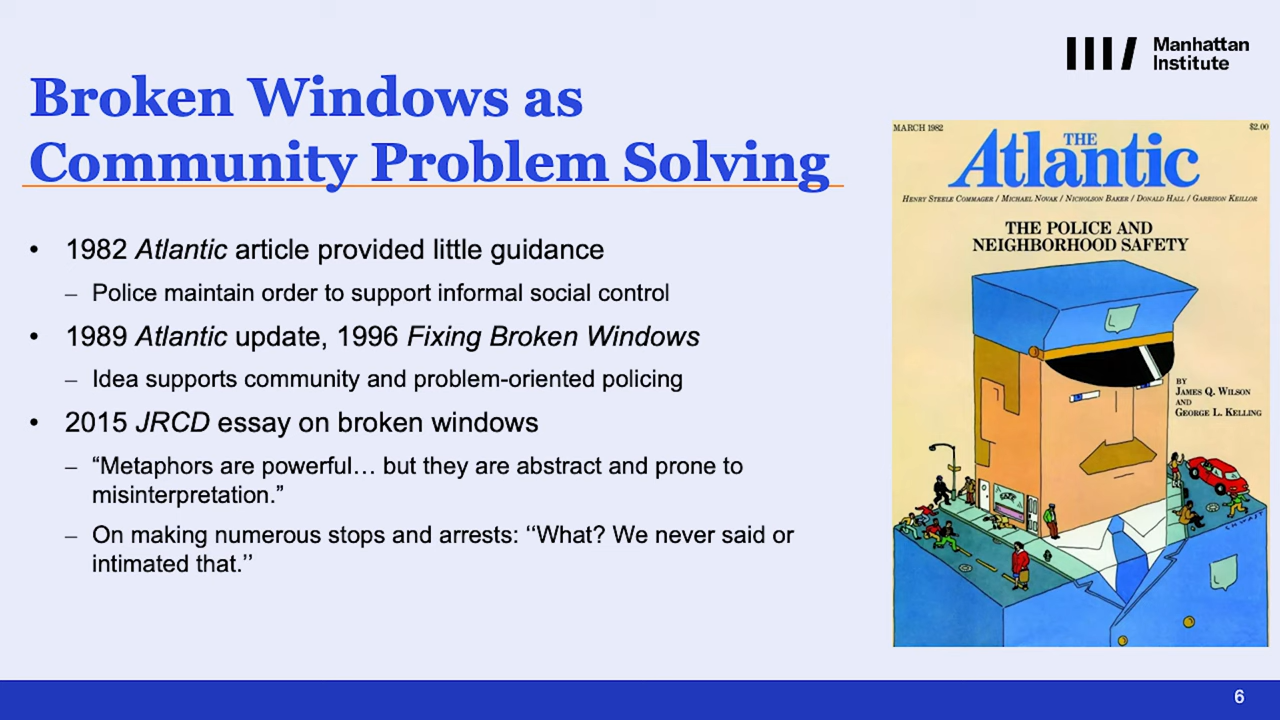 Manhattan
Institute
Broken Windows as
Community Problem Solving
• 1982 Atlantic article provided little guidance
– Police maintain order to support informal social control
• 1989 Atlantic update, 1996 Fixing Broken Windows
– Idea supports community and problem-oriented policing
• 2015 JRCD essay on broken windows
– “Metaphors are powerful… but they are abstract and prone to
misinterpretation.”
– On making numerous stops and arrests: ‘‘What? We never said or
intimated that.’’
MARCH 1982
$2.00
THE
Atlantic
HENRY STEELE COMMAGER / MICHAEL NOVAK / NICHOLSON BAKER / DONALD HALL / GARRISON KEILLOR
THE POLICE AND
NEIGHBORHOOD SAFETY
BY
JAMES Q. WILSON
AND
GEORGE L. KELLING
CHWAST
6